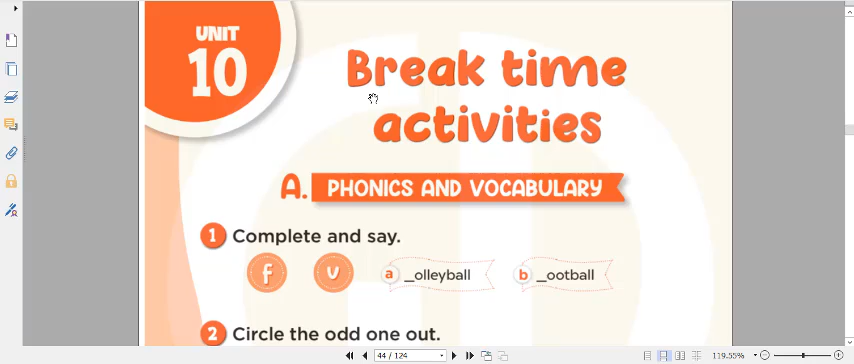 UNIT
10
Break time
activities
A. PHONICS AND VOCABULARY
1 Complete and say.
f v a _olleyball b _ootball
2 Circle the odd one out.
44 / 124
119.55%